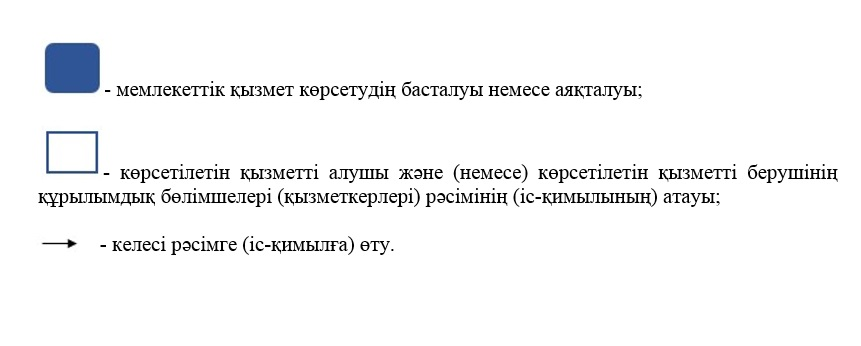 - мемлекеттік қызмет көрсетудің басталуы немесе аяқталуы;
- көрсетілетін қызметті алушы және (немесе) көрсетілетін қызметті берушінің
құрылымдық бөлімшелері (қызметкерлері) рәсімінің (іс-қимылының) атауы;
- келесі рәсімге (іс-қимылға) өту.